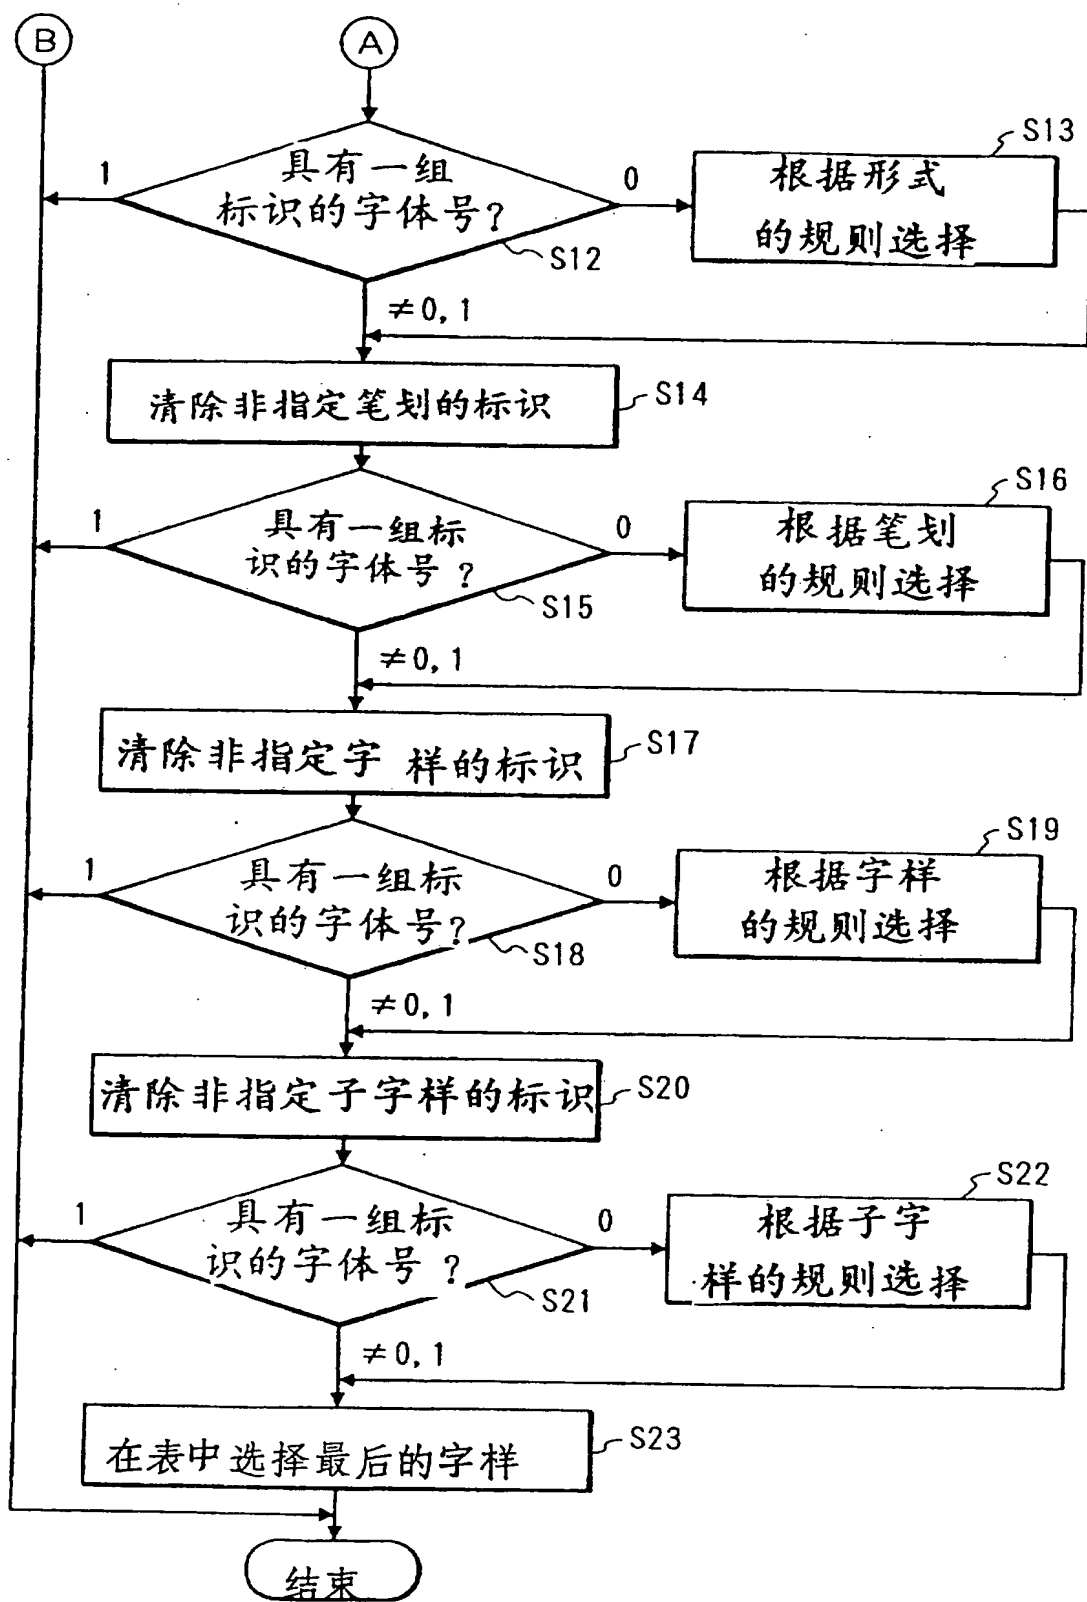 B
A
具有一组
标识的字体号?
1
0
S12
S13
根据形式
的规则选择
≠0,1
清除非指定笔划的标识
S14
具有一组标
识的字体号?
1
0
S15
S16
根据笔划
的规则选择
≠0,1
清除非指定字 样的标识
S17
具有一组标
识的字体号?
1
0
S18
S19
根据字样
的规则选择
≠0,1
清除非指定子字样的标识
S20
具有一组标
识的字体号?
1
0
S21
S22
根据子字
样的规则选择
≠0,1
在表中选择最后的字样
S23
结束